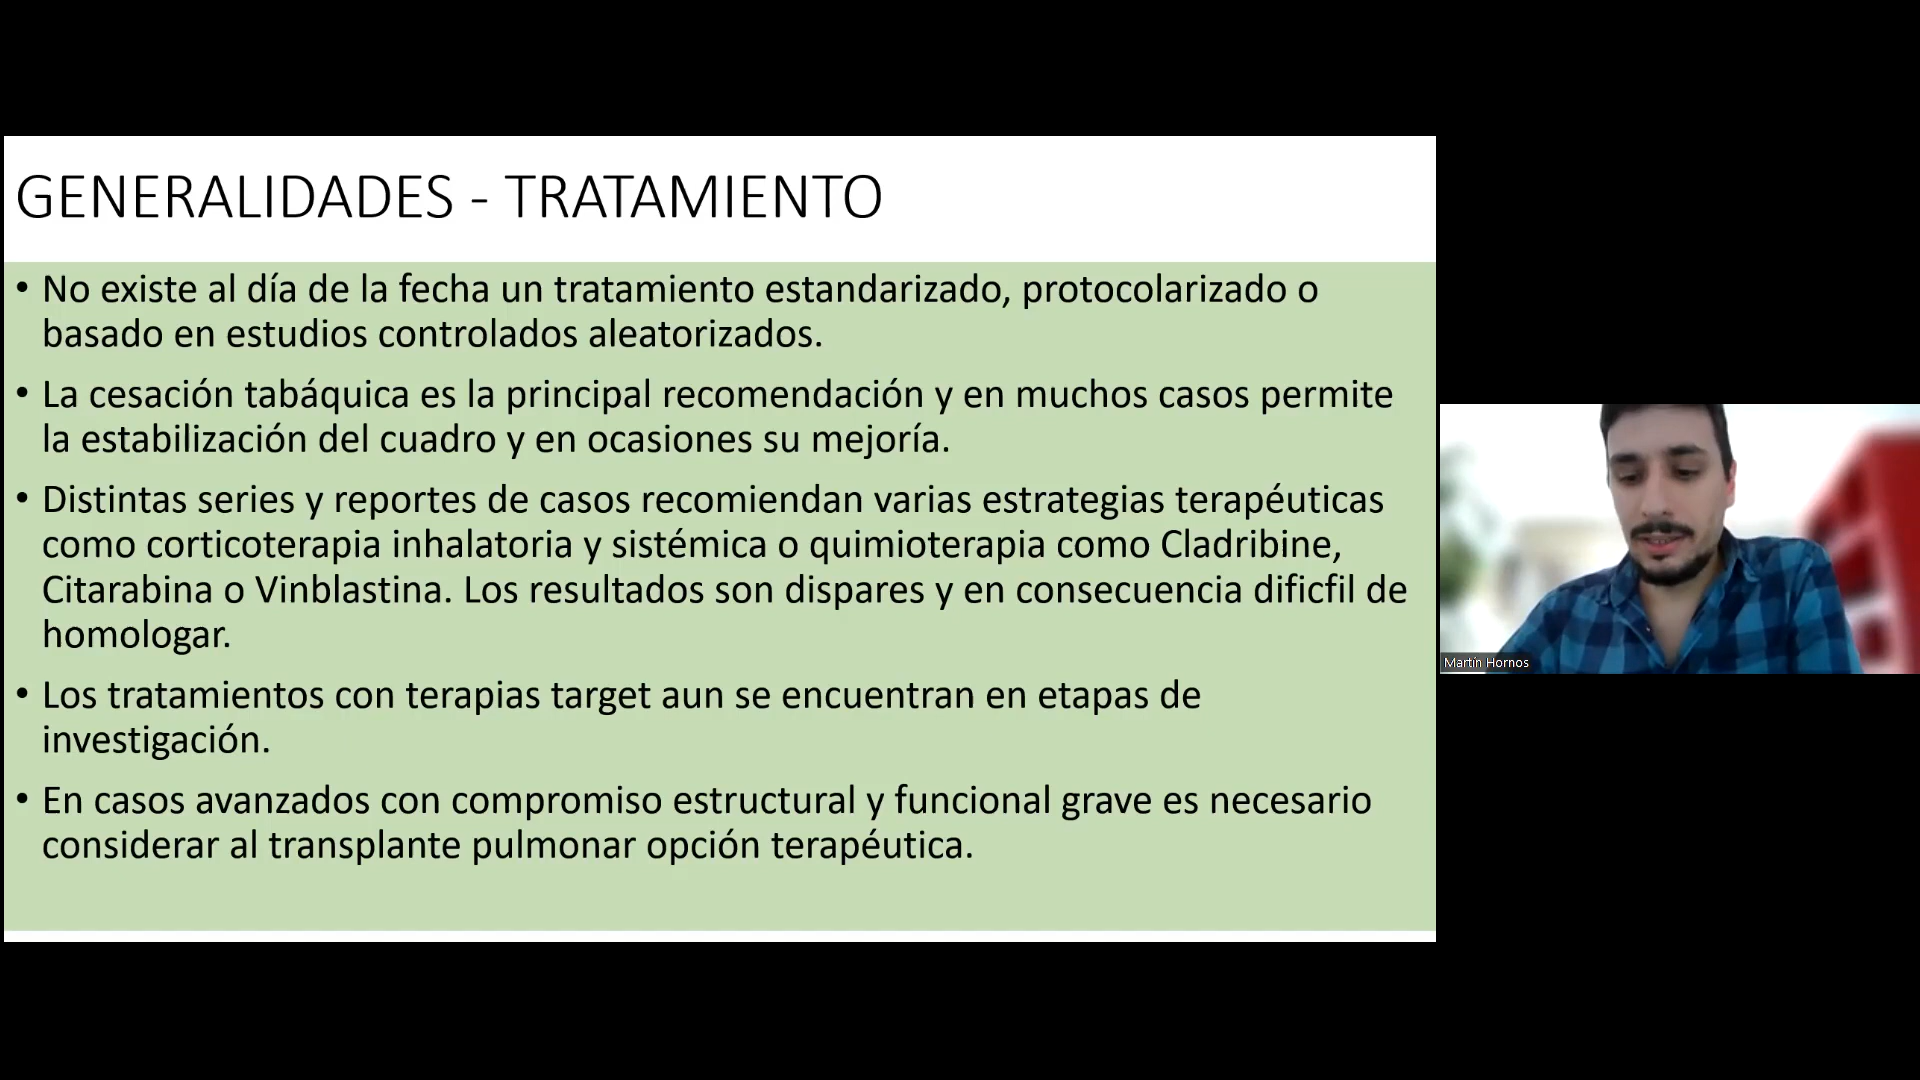 GENERALIDADES - TRATAMIENTO
• No existe al día de la fecha un tratamiento estandarizado, protocolarizado o
basado en estudios controlados aleatorizados.
• La cesación tabáquica es la principal recomendación y en muchos casos permite
la estabilización del cuadro y en ocasiones su mejoría.
• Distintas series y reportes de casos recomiendan varias estrategias terapéuticas
como corticoterapia inhalatoria y sistémica o quimioterapia como Cladribine,
Citarabina o Vinblastina. Los resultados son dispares y en consecuencia dificfil de
homologar.
• Los tratamientos con terapias target aun se encuentran en etapas de
investigación.
• En casos avanzados con compromiso estructural y funcional grave es necesario
considerar al transplante pulmonar opción terapéutica.
Martín Hornos